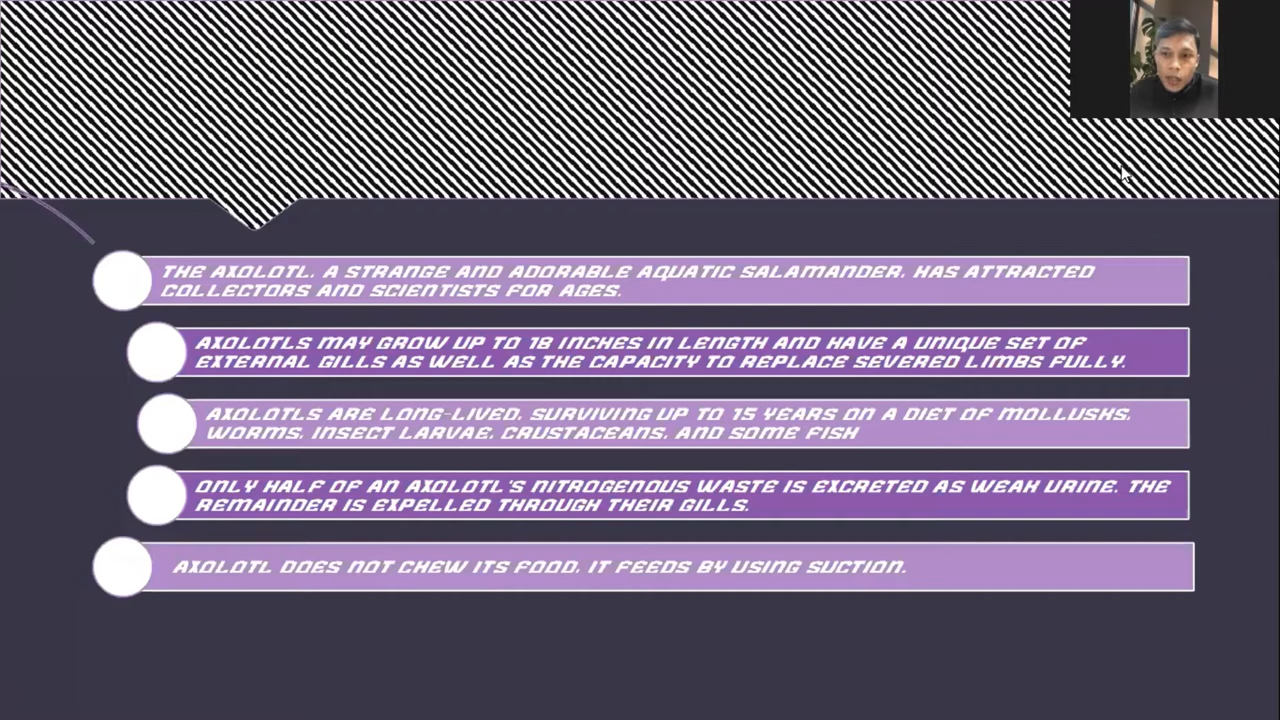 THE AXOLOTL, A STRANGE AND ADORABLE AQUATIC SALAMANDER, HAS ATTRACTED
COLLECTORS AND SCIENTISTS FOR AGES.
AXOLOTLS MAY GROW UP TO 18 INCHES IN LENGTH AND HAVE A UNIQUE SET OF
EXTERNAL GILLS AS WELL AS THE CAPACITY TO REPLACE SEVERED LIMBS FULLY.
AXOLOTLS ARE LONG-LIVED, SURVIVING UP TO 15 YEARS ON A DIET OF MOLLUSKS,
WORMS, INSECT LARVAE, CRUSTACEANS, AND SOME FISH
ONLY HALF OF AN AXOLOTL'S NITROGENOUS WASTE IS EXCRETED AS WEAK URINE. THE
REMAINDER IS EXPELLED THROUGH THEIR GILLS.
AXOLOTL DOES NOT CHEW ITS FOOD, IT FEEDS BY USING SUCTION.